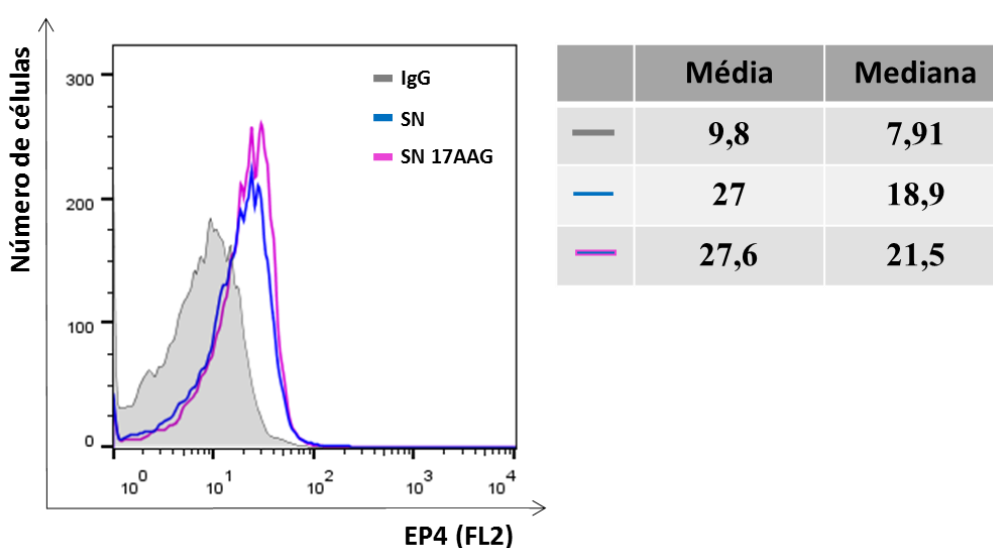 Número de células
300
200
100
0
IgG
SN
SN 17AAG
10^0
10^1
10^2
10^3
10^4
EP4 (FL2)
Média Mediana
9,8 7,91
27 18,9
27,6 21,5